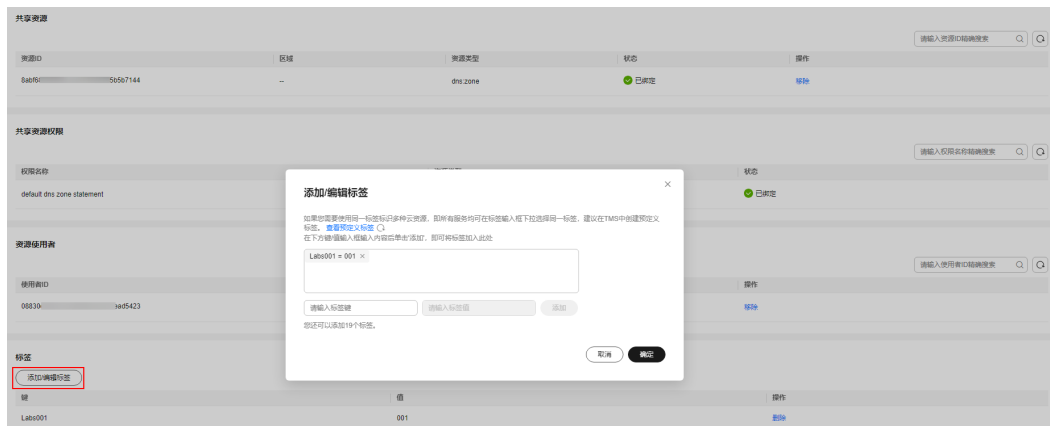 共享资源
请输入资源ID精确搜索
资源ID 区域 资源类型 状态 操作
8abf6 5b5b7144 -- dns:zone 已绑定 移除
共享资源权限
请输入权限名称精确搜索
权限名称 状态
default dns zone statement 已绑定
添加/编辑标签
如果您需要使用同一标签标识多种云资源，即所有服务均可在标签输入框下拉选择同一标签，建议在TMS中创建预定义
标签。 查看预定义标签
在下方键/值输入框输入内容后单击'添加'，即可将标签加入此处
Labs001 = 001 ×
请输入标签键 请输入标签值 添加
您还可以添加19个标签。
取消 确定
资源使用者
请输入使用者ID精确搜索
使用者ID 操作
08830 ead5423 移除
标签
添加/编辑标签
键 值 操作
Labs001 001 删除